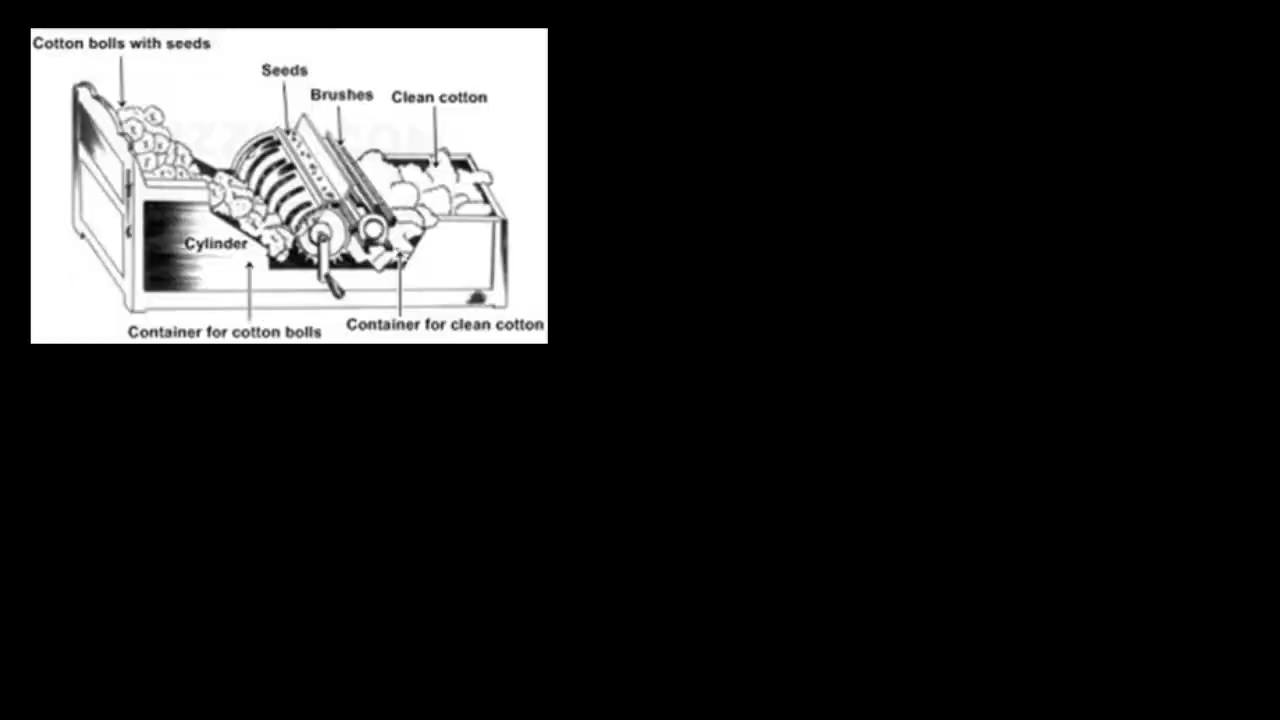 Cotton bolls with seeds
Seeds
Brushes
Clean cotton
Cylinder
Container for cotton bolls
Container for clean cotton